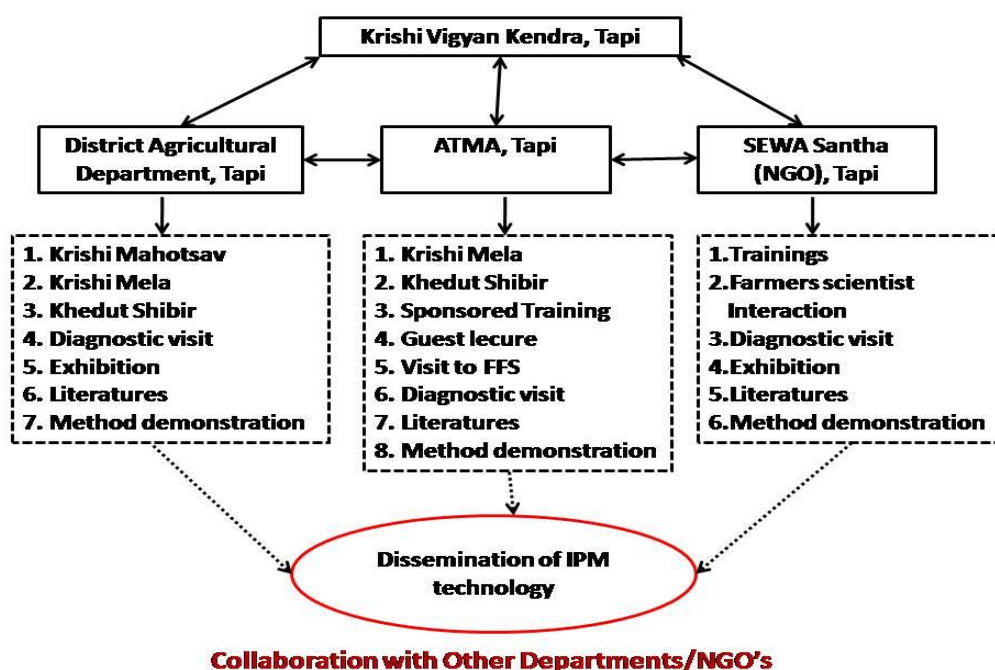 Krishi Vigyan Kendra, Tapi
District Agricultural
Department, Tapi
ATMA, Tapi
SEWA Santha
(NGO), Tapi
1. Krishi Mahotsav
2. Krishi Mela
3. Khedut Shibir
4. Diagnostic visit
5. Exhibition
6. Literatures
7. Method demonstration
1. Krishi Mela
2. Khedut Shibir
3. Sponsored Training
4. Guest lecure
5. Visit to FFS
6. Diagnostic visit
7. Literatures
8. Method demonstration
1.Trainings
2.Farmers scientist
Interaction
3.Diagnostic visit
4.Exhibition
5.Literatures
6.Method demonstration
Dissemination of IPM
technology
Collaboration with Other Departments/NGO's